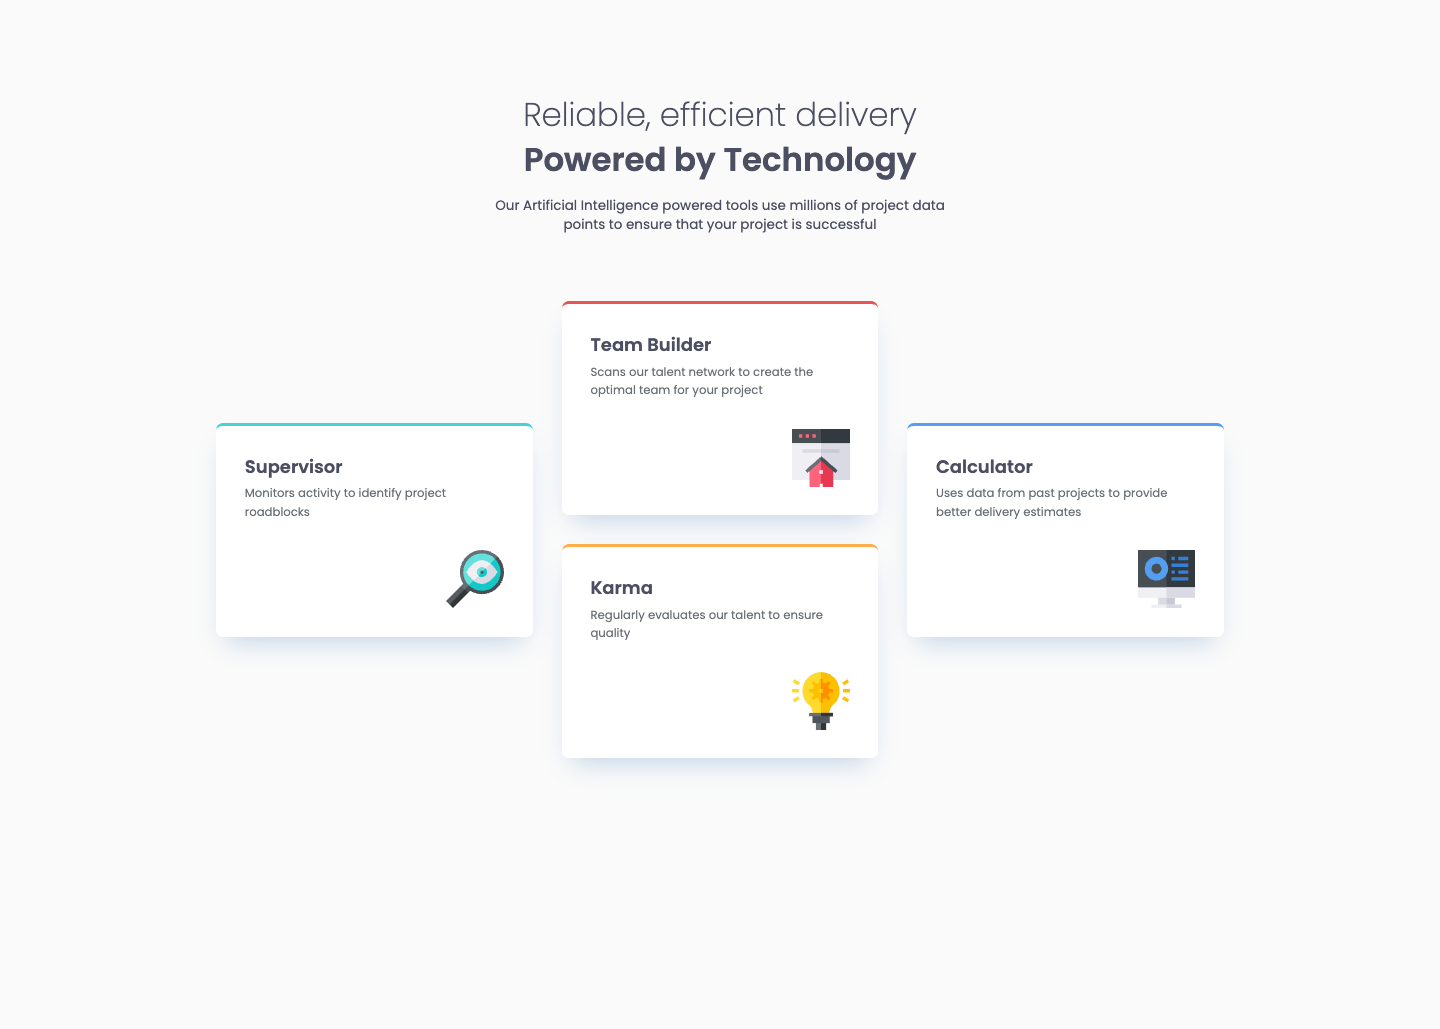 Reliable, efficient delivery
Powered by Technology
Our Artificial Intelligence powered tools use millions of project data
points to ensure that your project is successful
Supervisor
Monitors activity to identify project
roadblocks
Team Builder
Scans our talent network to create the
optimal team for your project
Karma
Regularly evaluates our talent to ensure
quality
Calculator
Uses data from past projects to provide
better delivery estimates